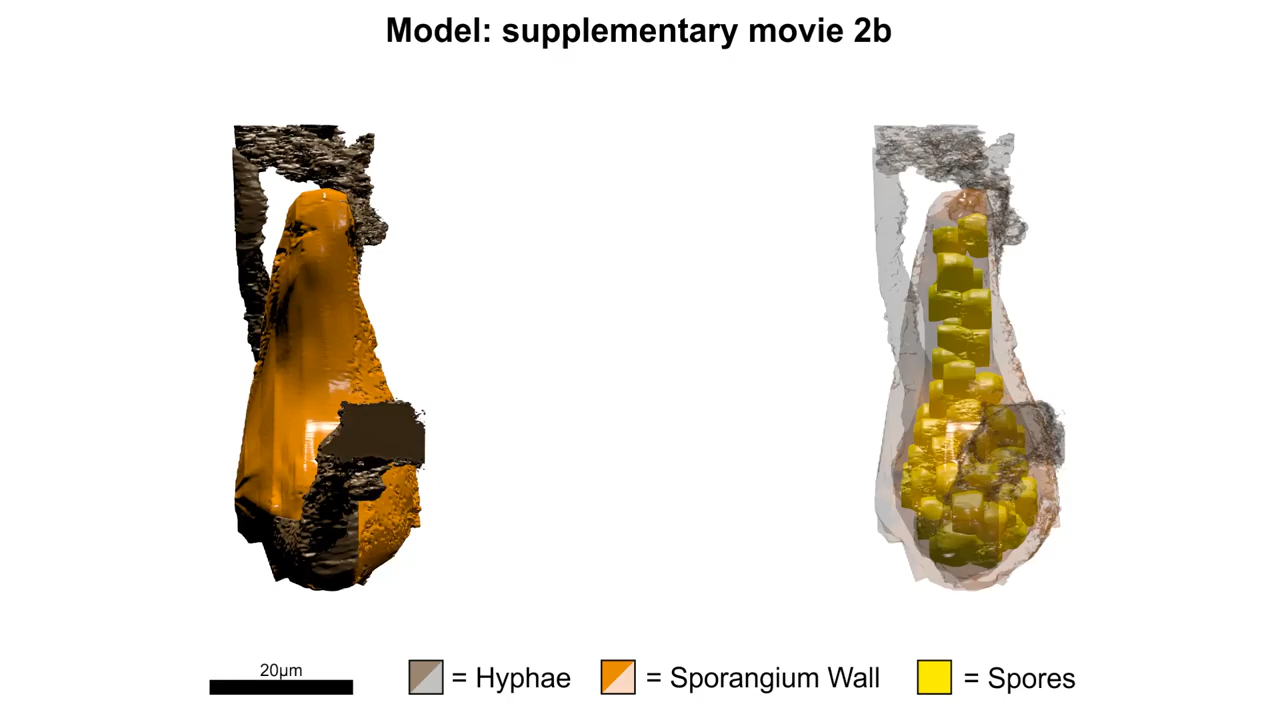 Model: supplementary movie 2b
20µm
= Hyphae
= Sporangium Wall
= Spores